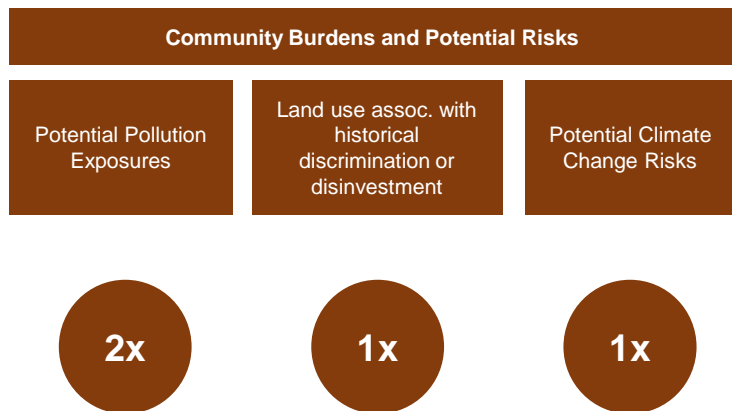 Community Burdens and Potential Risks
Potential Pollution
Exposures
Land use assoc. with
historical
discrimination or
disinvestment
Potential Climate
Change Risks
2x
1x
1x